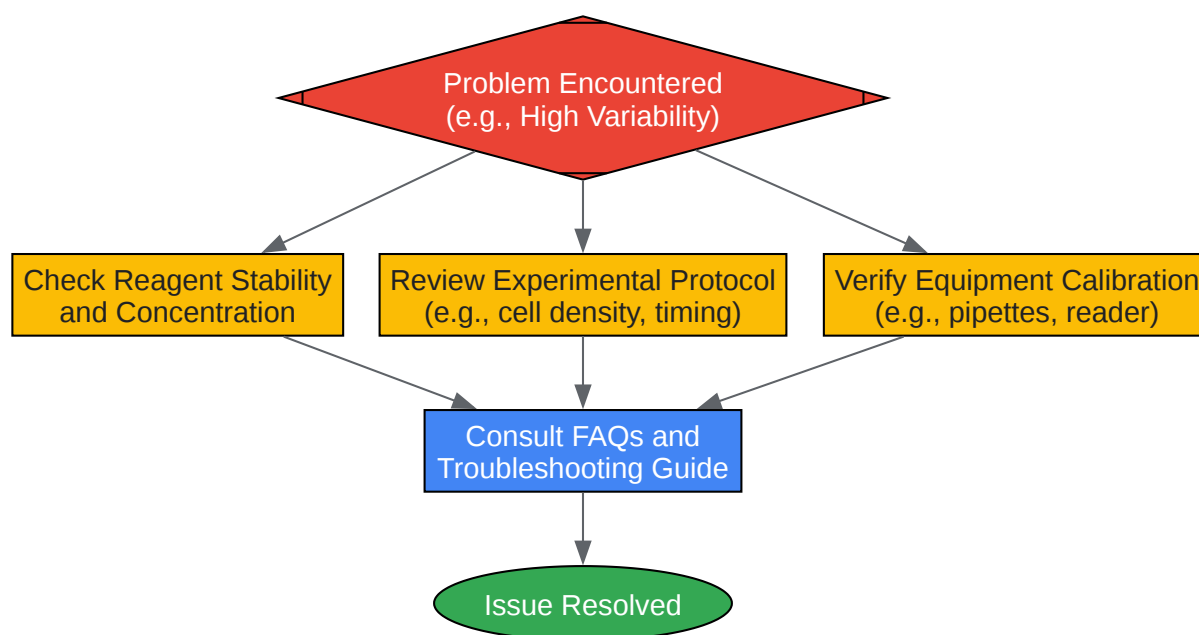 Problem Encountered
(e.g., High Variability)
Check Reagent Stability
and Concentration
Review Experimental Protocol
(e.g., cell density, timing)
Verify Equipment Calibration
(e.g., pipettes, reader)
Consult FAQs and
Troubleshooting Guide
Issue Resolved